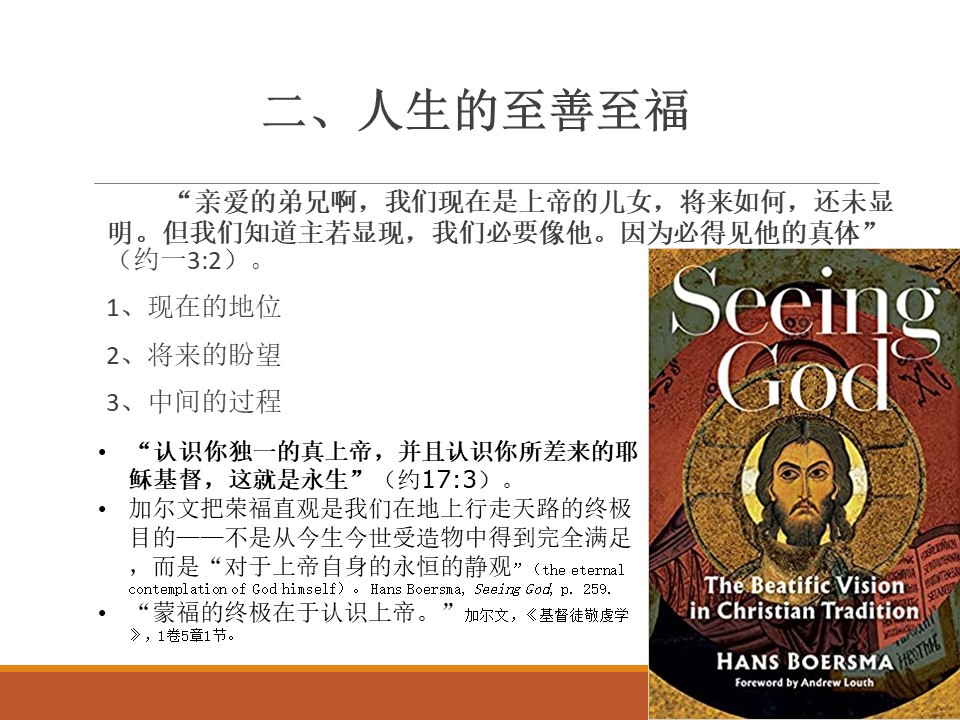 二、人生的至善至福
“亲爱的弟兄啊，我们现在是上帝的儿女，将来如何，还未显
明。但我们知道主若显现，我们必要像他。因为必得见他的真体”
（约一3:2）。
1、现在的地位
2、将来的盼望
3、中间的过程
• “认识你独一的真上帝，并且认识你所差来的耶
稣基督，这就是永生”（约17:3）。
• 加尔文把荣福直观是我们在地上行走天路的终极
目的——不是从今生今世受造物中得到完全满足
，而是“对于上帝自身的永恒的静观”（the eternal
contemplation of God himself）。Hans Boersma, Seeing God, p. 259.
• “蒙福的终极在于认识上帝。”加尔文，《基督徒敬虔学
》，1卷5章1节。
Seeing
God
The Beatific Vision
in Christian Tradition
HANS BOERSMA
Foreword by Andrew Louth